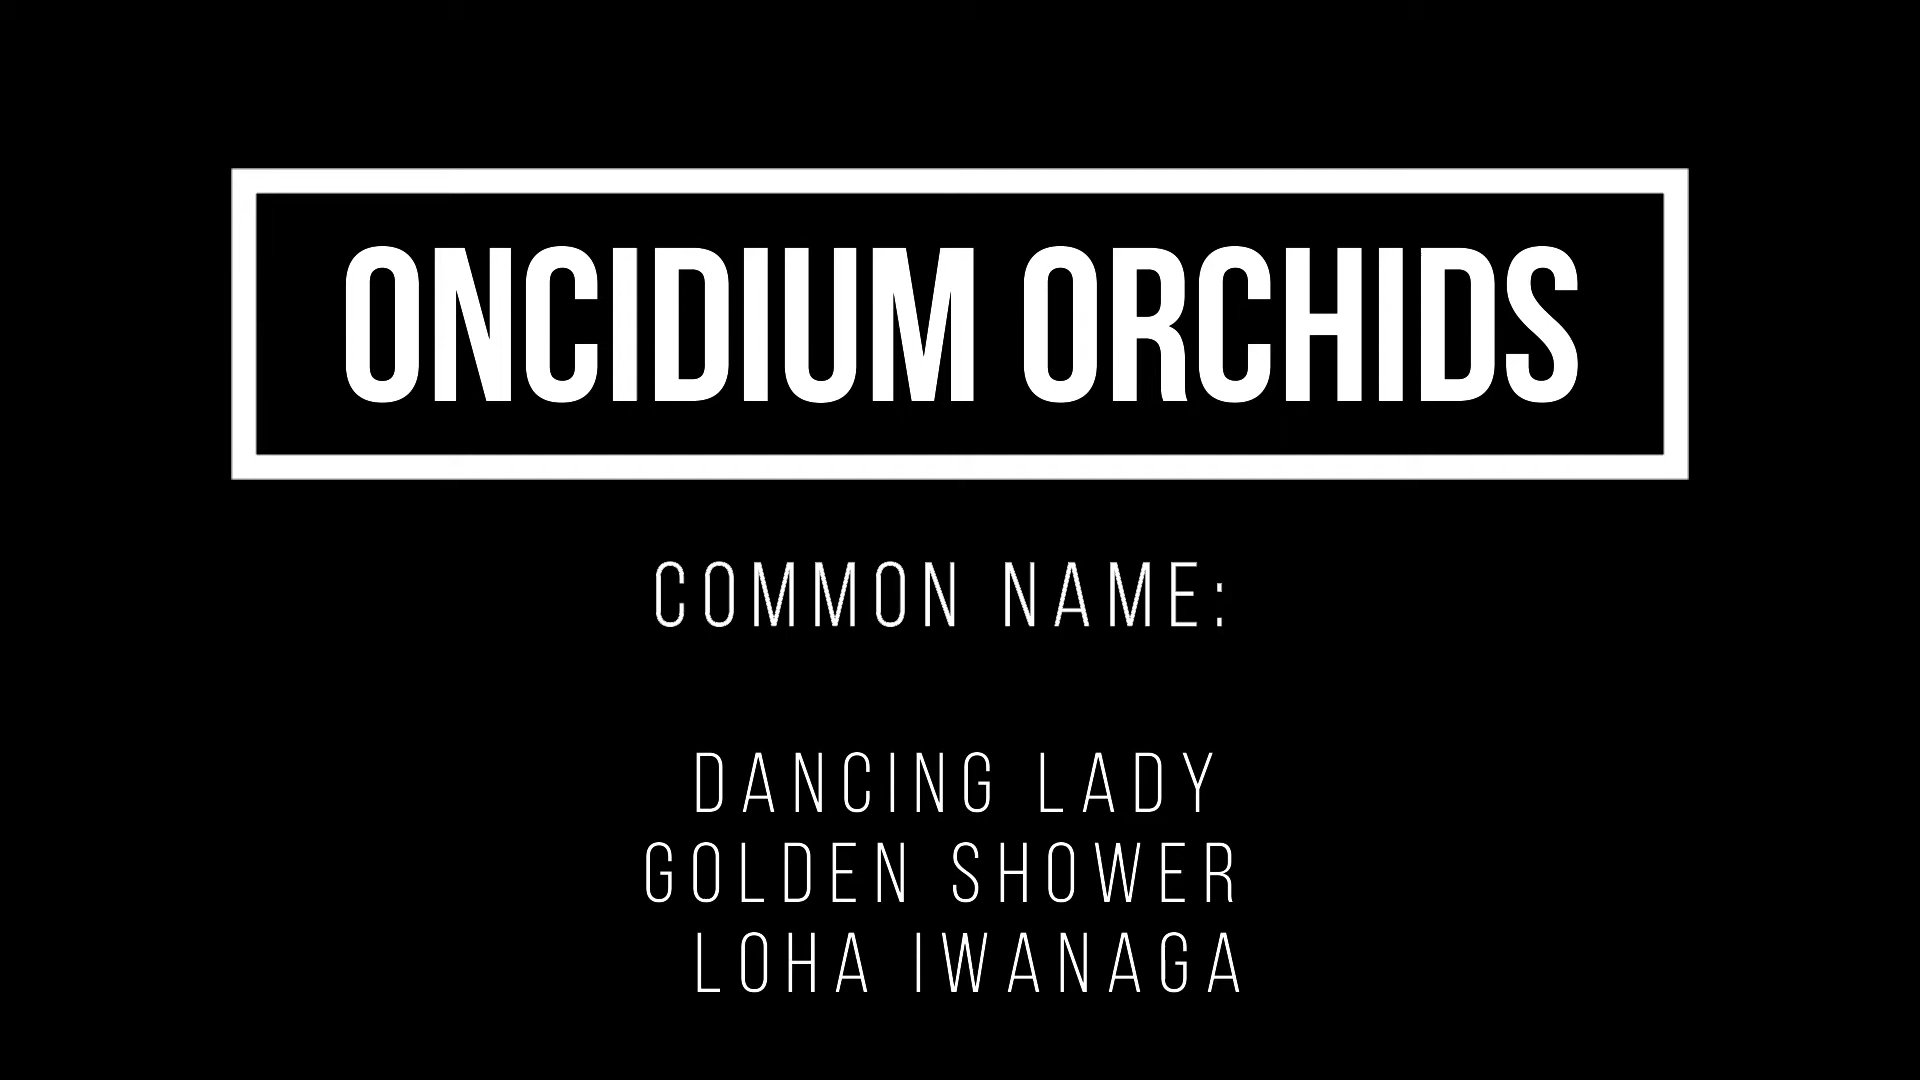 ONCIDIUM ORCHIDS
COMMON NAME:
DANCING LADY
GOLDEN SHOWER
LOHA IWANAGA